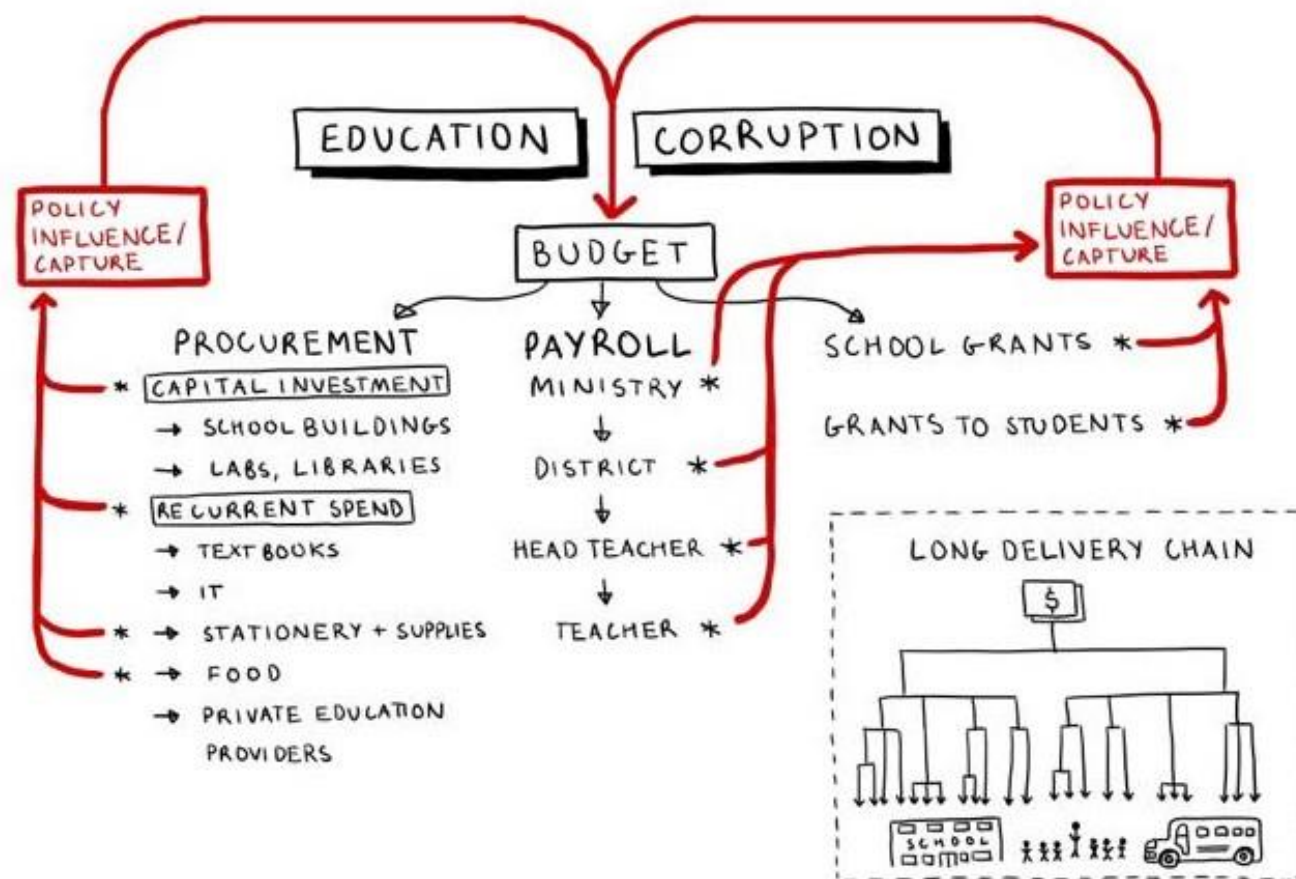 EDUCATION CORRUPTION
POLICY
INFLUENCE/
CAPTURE
BUDGET
POLICY
INFLUENCE/
CAPTURE
PROCUREMENT
* CAPITAL INVESTMENT
→ SCHOOL BUILDINGS
→ LABS, LIBRARIES
* RECURRENT SPEND
→ TEXTBOOKS
→ IT
* → STATIONERY + SUPPLIES
* → FOOD
→ PRIVATE EDUCATION
PROVIDERS
PAYROLL
MINISTRY *
DISTRICT *
HEAD TEACHER *
TEACHER *
SCHOOL GRANTS *
GRANTS TO STUDENTS *
LONG DELIVERY CHAIN
$
SCHOOL